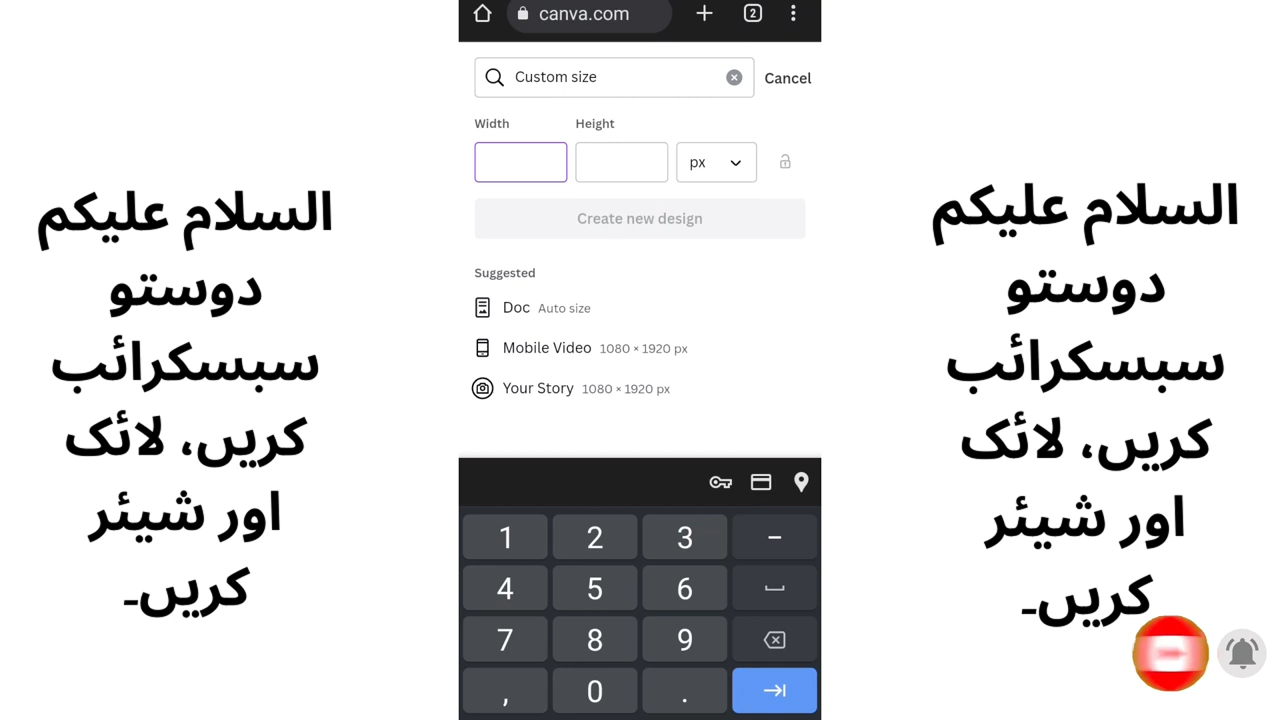 السلام علیکم
دوستو
سبسکرائب
کریں، لائک
اور شیئر
کریں۔
canva.com
2
Custom size
Cancel
Width Height
px
Create new design
Suggested
Doc Auto size
Mobile Video 1080 × 1920 px
Your Story 1080 × 1920 px
1 2 3 –
4 5 6
7 8 9
, 0 .
السلام علیکم
دوستو
سبسکرائب
کریں، لائک
اور شیئر
کریں۔